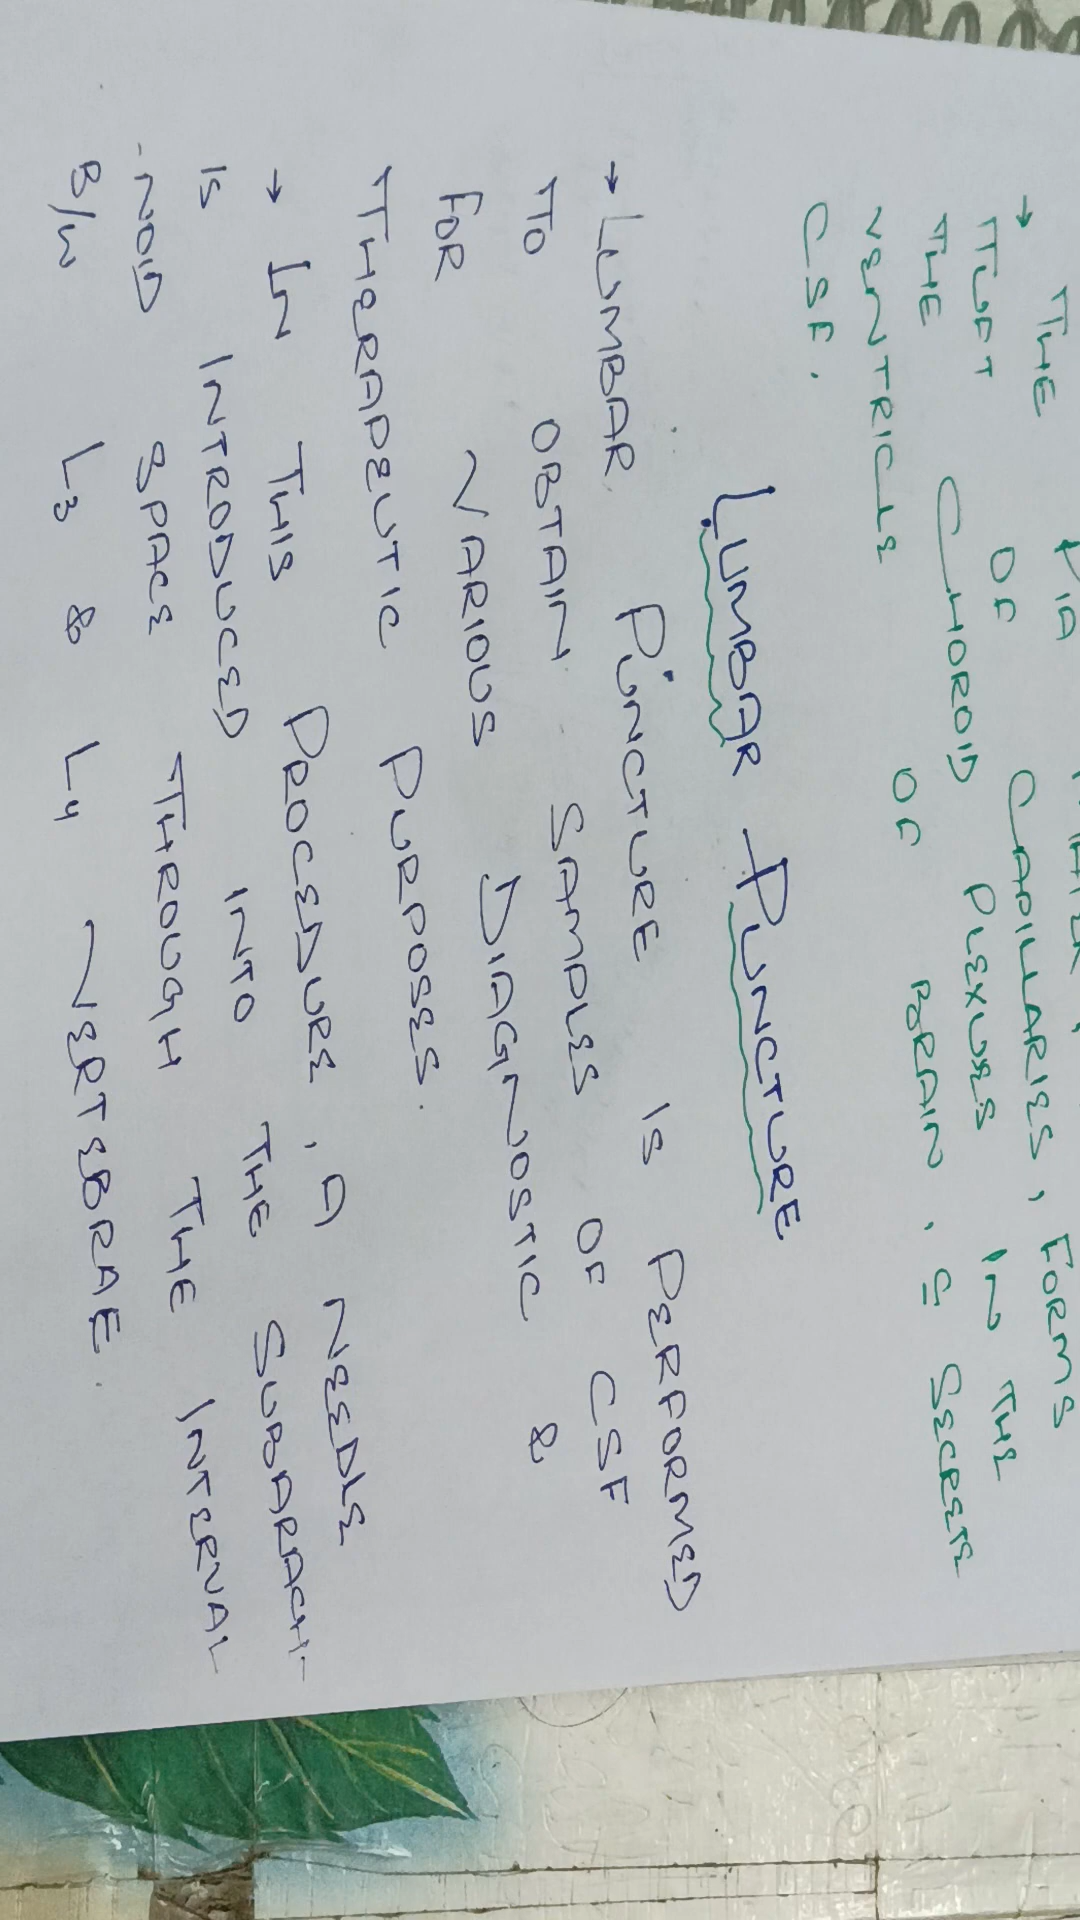 → THE PIA MATER,
TUFT OF CAPILLARIES, FORMS
THE CHOROID PLEXUSES IN THE
VENTRICLE OF BRAIN, & SECRETE
CSF.
LUMBAR PUNCTURE
→ LUMBAR PUNCTURE IS PERFORMED
TO OBTAIN SAMPLES OF CSF
FOR VARIOUS DIAGNOSTIC &
THERAPEUTIC PURPOSES.
→ IN THIS PROCEDURE, A NEEDLE
IS INTRODUCED INTO THE SUBARACH-
-NOID SPACE THROUGH THE INTERVAL
B/W L3 & L4 VERTEBRAE.